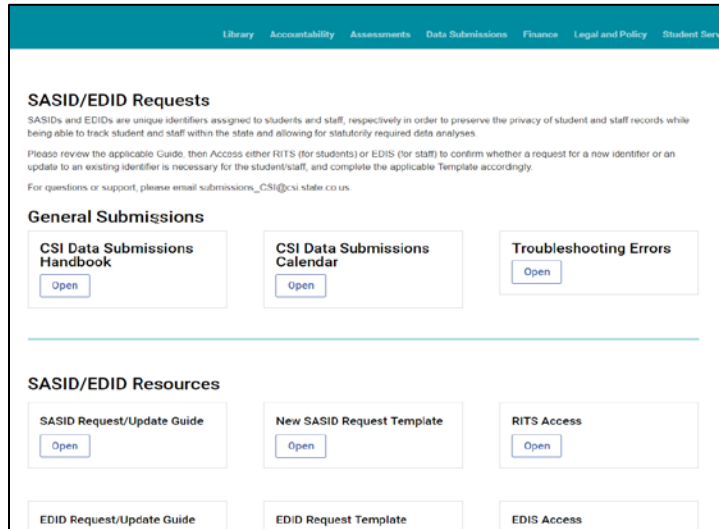 Library Accountability Assessments Data Submissions Finance Legal and Policy Student Serv
SASID/EDID Requests
SASIDs and EDIDs are unique identifiers assigned to students and staff, respectively in order to preserve the privacy of student and staff records while
being able to track student and staff within the state and allowing for statutorily required data analyses.
Please review the applicable Guide, then Access either RITS (for students) or EDIS (for staff) to confirm whether a request for a new identifier or an
update to an existing identifier is necessary for the student/staff, and complete the applicable Template accordingly.
For questions or support, please email submissions_CSI@csi.state.co.us.
General Submissions
CSI Data Submissions Handbook
Open
CSI Data Submissions Calendar
Open
Troubleshooting Errors
Open
SASID/EDID Resources
SASID Request/Update Guide
Open
New SASID Request Template
Open
RITS Access
Open
EDID Request/Update Guide
EDID Request Template
EDIS Access